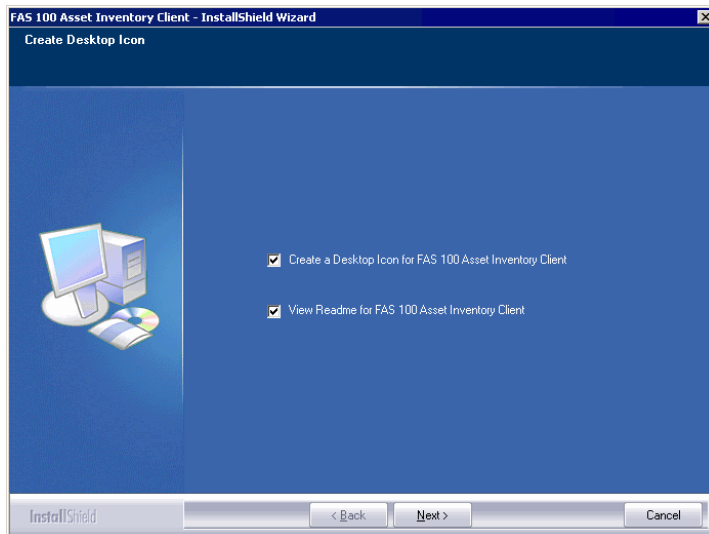 FAS 100 Asset Inventory Client - InstallShield Wizard
Create Desktop Icon
Create a Desktop Icon for FAS 100 Asset Inventory Client
View Readme for FAS 100 Asset Inventory Client
InstallShield
< Back
Next >
Cancel